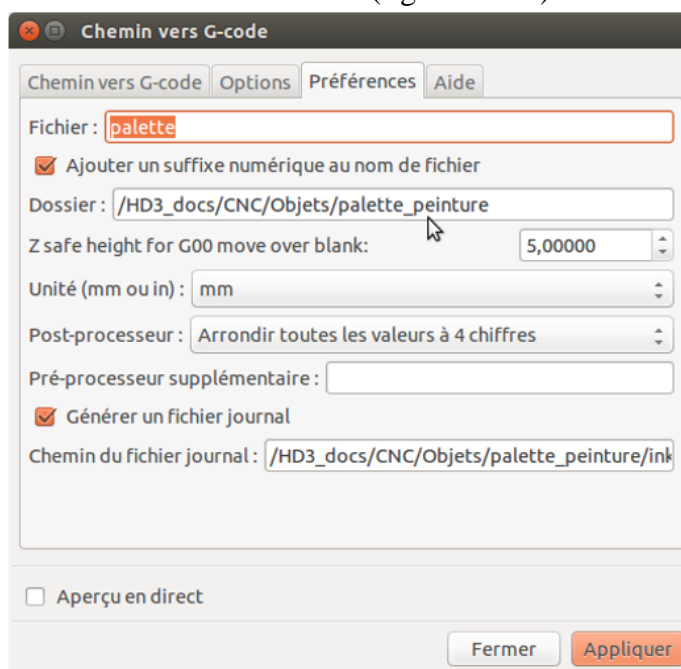 Chemin vers G-code
Chemin vers G-code Options Préférences Aide
Fichier : palette
Ajouter un suffixe numérique au nom de fichier
Dossier : /HD3_docs/CNC/Objets/palette_peinture
Z safe height for G00 move over blank: 5,00000
Unité (mm ou in) : mm
Post-processeur : Arrondir toutes les valeurs à 4 chiffres
Pré-processeur supplémentaire :
Générer un fichier journal
Chemin du fichier journal : /HD3_docs/CNC/Objets/palette_peinture/ink
Aperçu en direct
Fermer Appliquer